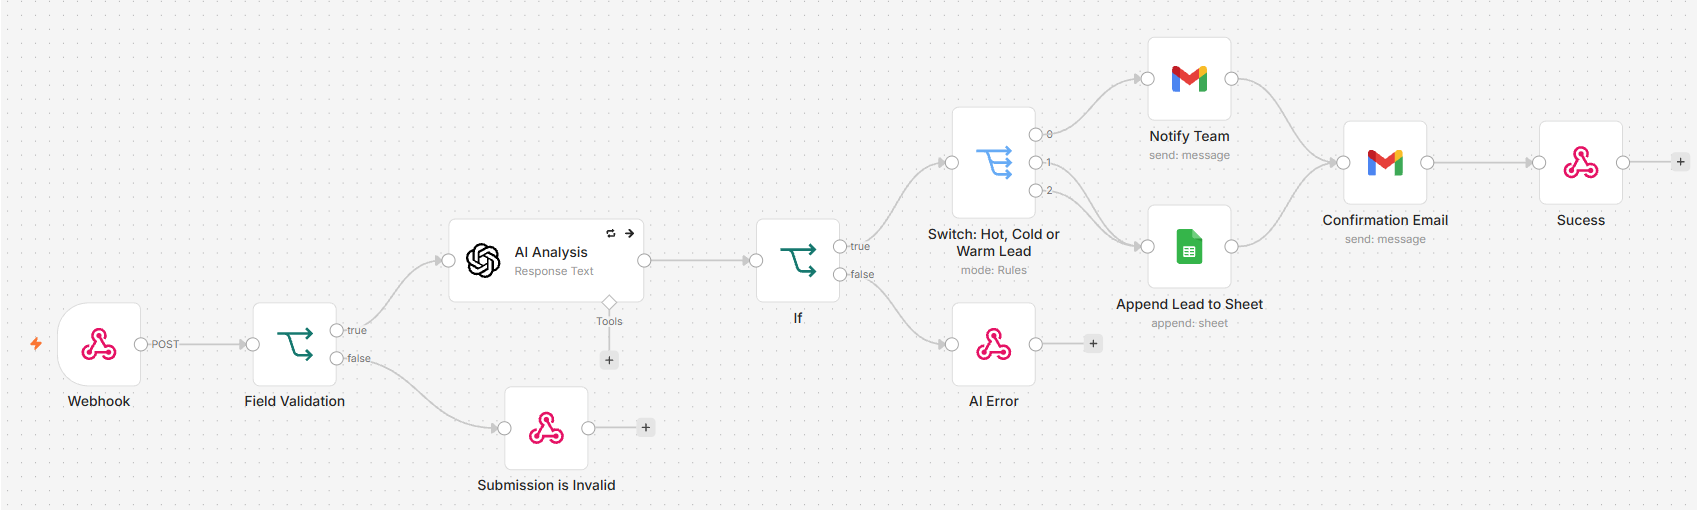 Notify Team
send: message
0
1
2
Switch: Hot, Cold or
Warm Lead
mode: Rules
Confirmation Email
send: message
Sucess
AI Analysis
Response Text
Tools
true
false
If
Append Lead to Sheet
append: sheet
POST
Webhook
true
false
Field Validation
AI Error
Submission is Invalid